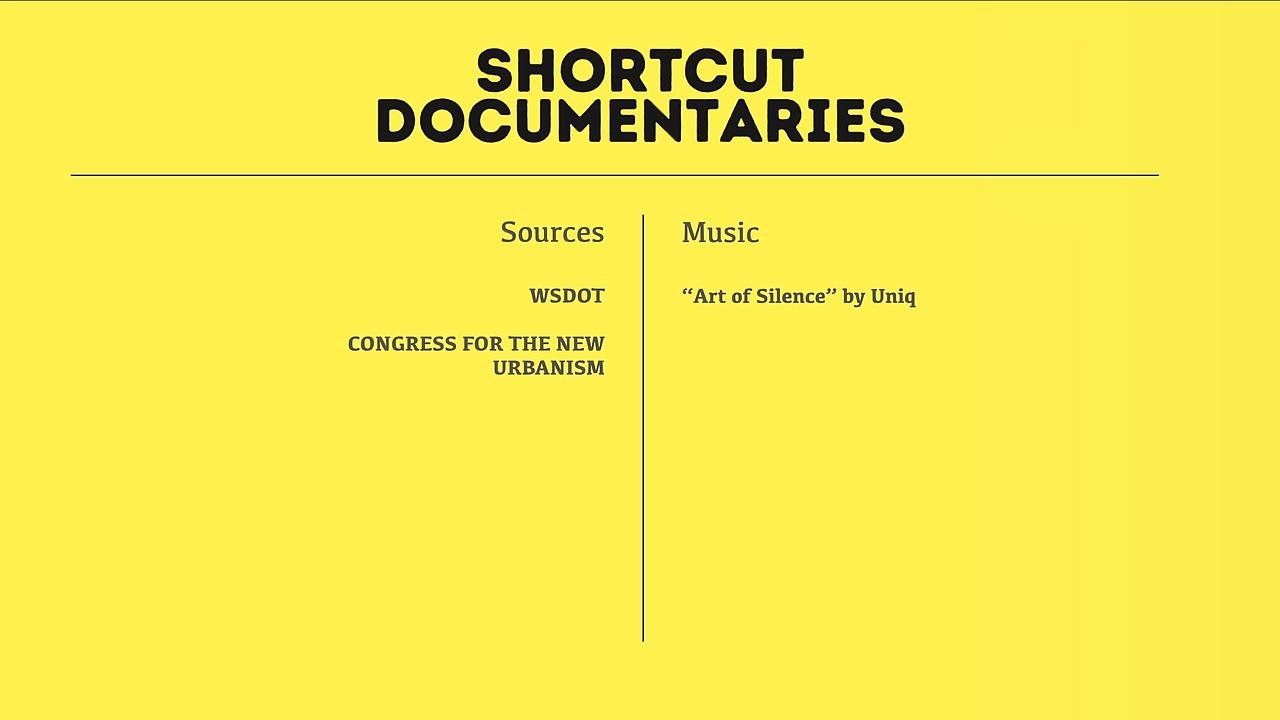 SHORTCUT
DOCUMENTARIES
Sources
WSDOT
CONGRESS FOR THE NEW
URBANISM
Music
“Art of Silence” by Uniq